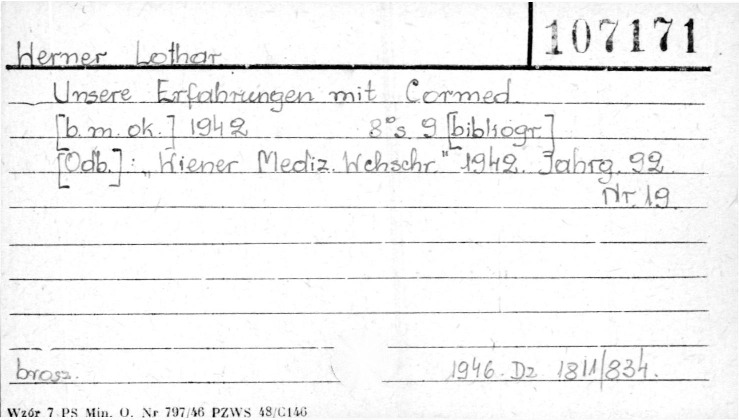 107171
Werner Lothar
Unsere Erfahrungen mit Cormed.
[b.m.ok.] 1942 8° s. 9 [bibliogr]
[Odb.]: „Wiener Mediz. Wchschr." 1942. Jahrg. 92.
Nr. 19.
brosz. 1946. Dz. 1811/834.
Wzór 7 PS Min. O. Nr 797/46 PZWS 48/C146